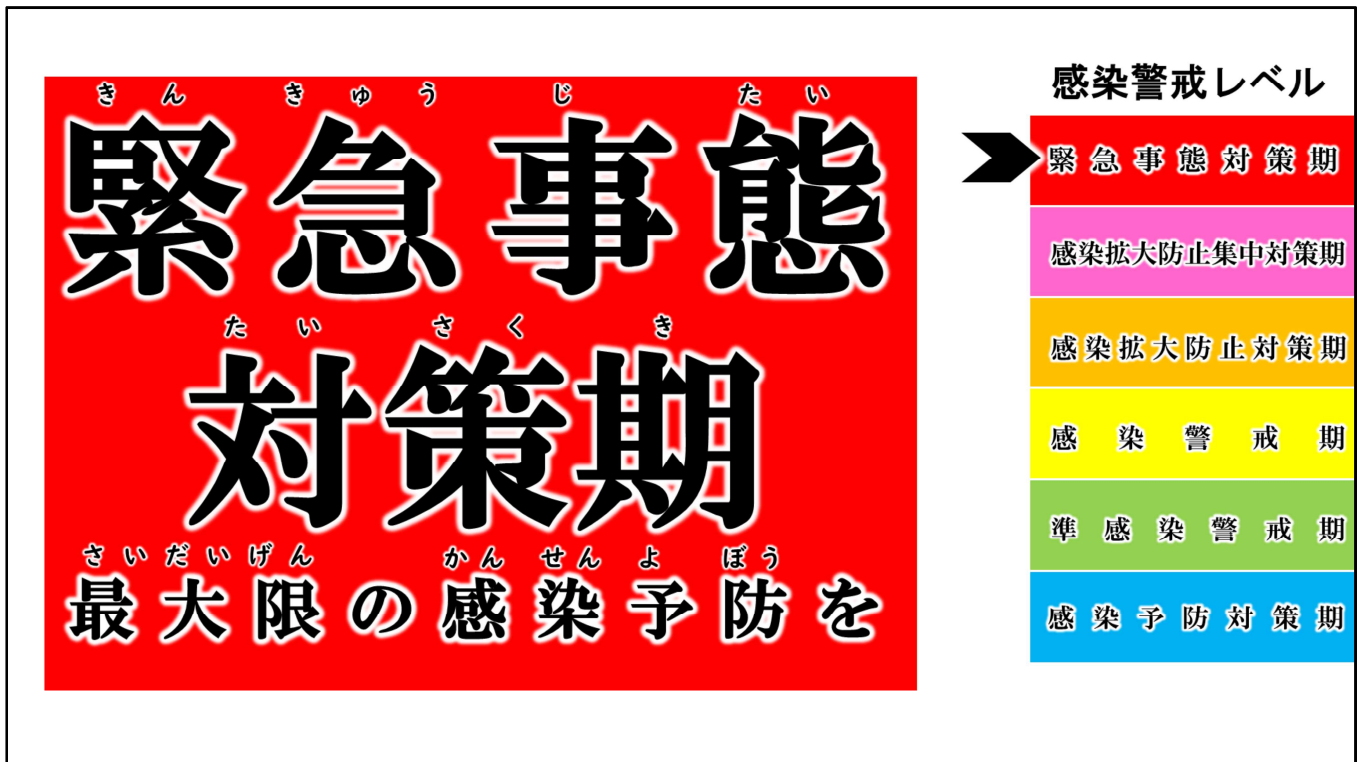 きんきゅうじたい
緊急事態
たいさくき
対策期
さいだいげん かんせんよぼう
最大限の感染予防を
感染警戒レベル
緊急事態対策期
感染拡大防止集中対策期
感染拡大防止対策期
感染警戒期
準感染警戒期
感染予防対策期